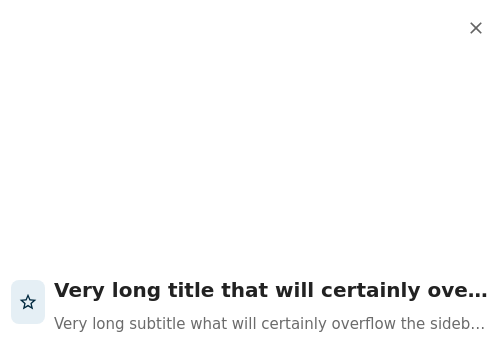 Very long title that will certainly ove…
Very long subtitle what will certainly overflow the sideb…